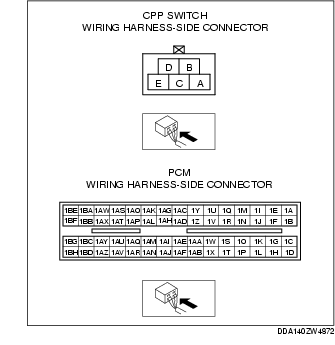 CPP SWITCH
WIRING HARNESS-SIDE CONNECTOR
D B
E C A
PCM
WIRING HARNESS-SIDE CONNECTOR
1BE 1BA 1AW 1AS 1AO 1AK 1AG 1AC 1Y 1U 1Q 1M 1I 1E 1A
1BF 1BB 1AX 1AT 1AP 1AL 1AH 1AD 1Z 1V 1R 1N 1J 1F 1B
1BG 1BC 1AY 1AU 1AQ 1AM 1AI 1AE 1AA 1W 1S 1O 1K 1G 1C
1BH 1BD 1AZ 1AV 1AR 1AN 1AJ 1AF 1AB 1X 1T 1P 1L 1H 1D
DDA140ZW4872